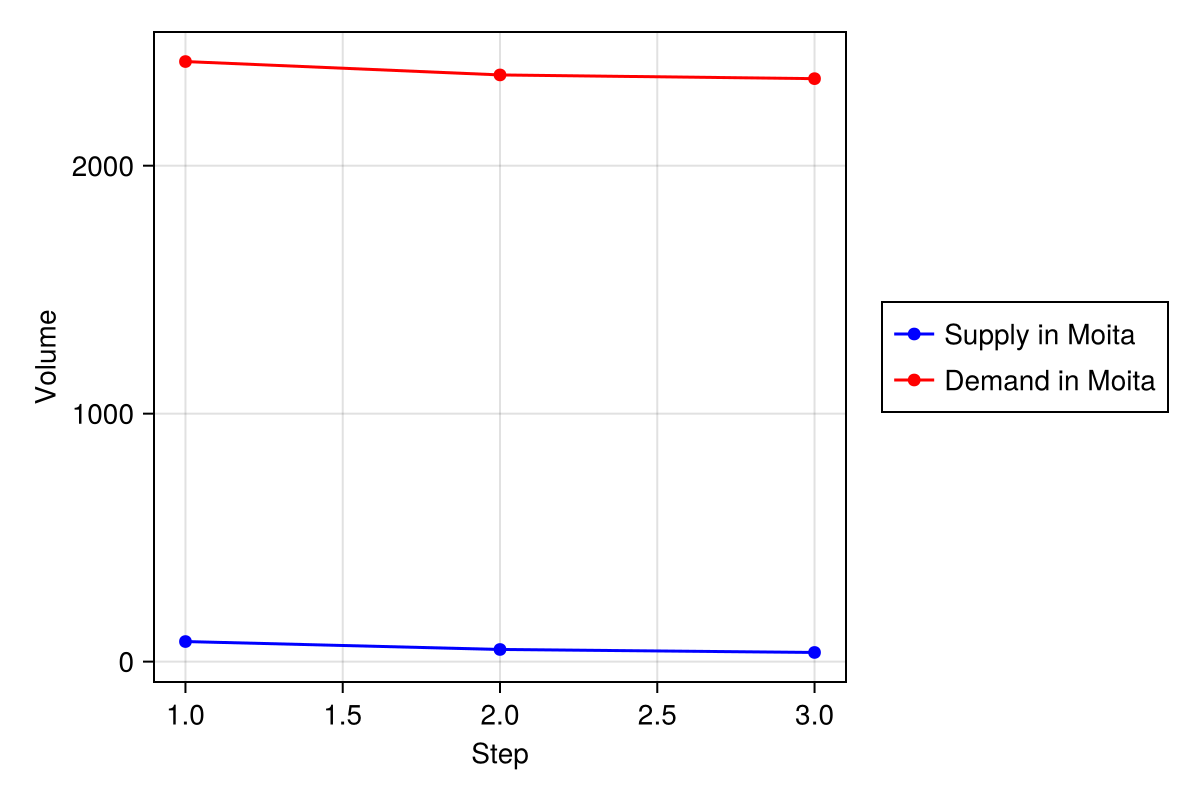 2000
1000
0
Volume
1.0 1.5 2.0 2.5 3.0
Step
Supply in Moita
Demand in Moita